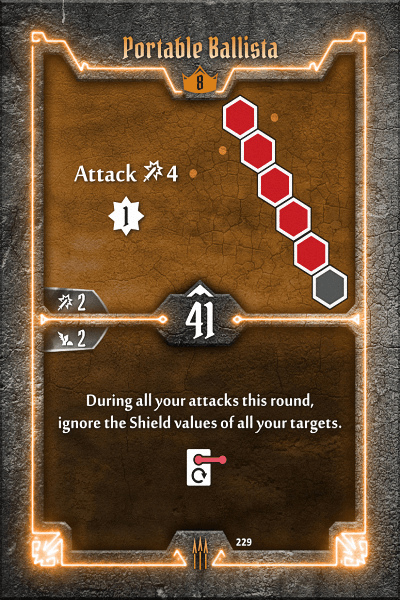 Portable Ballista
8
Attack 4
1
2
41
2
During all your attacks this round,
ignore the Shield values of all your targets.
229